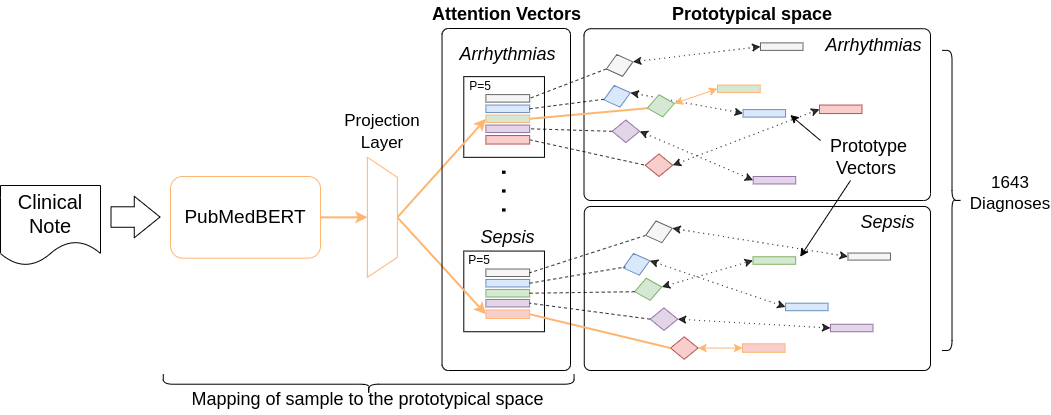 Attention Vectors
Prototypical space
Arrhythmias
P=5
Arrhythmias
Projection
Layer
Prototype
Vectors
Clinical
Note
PubMedBERT
1643
Diagnoses
Sepsis
P=5
Sepsis
Mapping of sample to the prototypical space